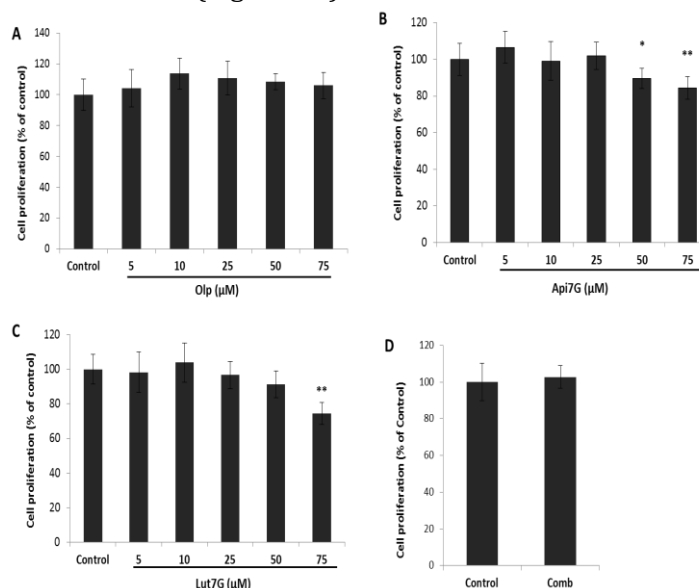 A
Cell proliferation (% of control)
140
120
100
80
60
40
20
0
Control 5 10 25 50 75
Olp (µM)
B
Cell proliferation (% of control)
120
100
80
60
40
20
0
* **
Control 5 10 25 50 75
Api7G (µM)
C
Cell proliferation (% of control)
120
100
80
60
40
20
0
**
Control 5 10 25 50 75
Lut7G (µM)
D
Cell proliferation (% of Control)
120
100
80
60
40
20
0
Control Comb